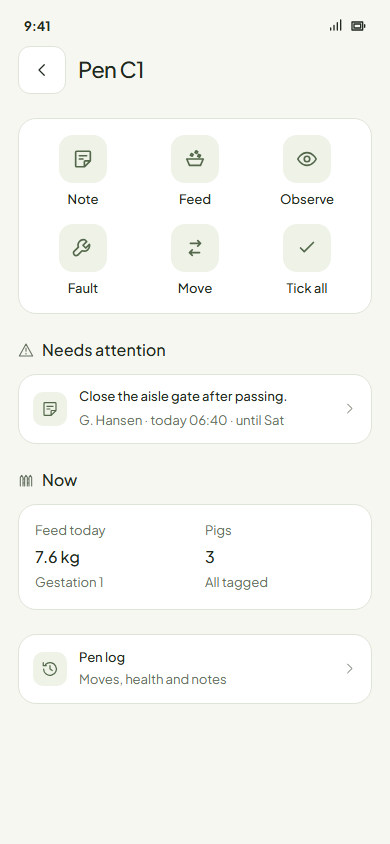 9:41
Pen C1
Note
Feed
Observe
Fault
Move
Tick all
Needs attention
Close the aisle gate after passing.
G. Hansen · today 06:40 · until Sat
Now
Feed today
Pigs
7.6 kg
3
Gestation 1
All tagged
Pen log
Moves, health and notes